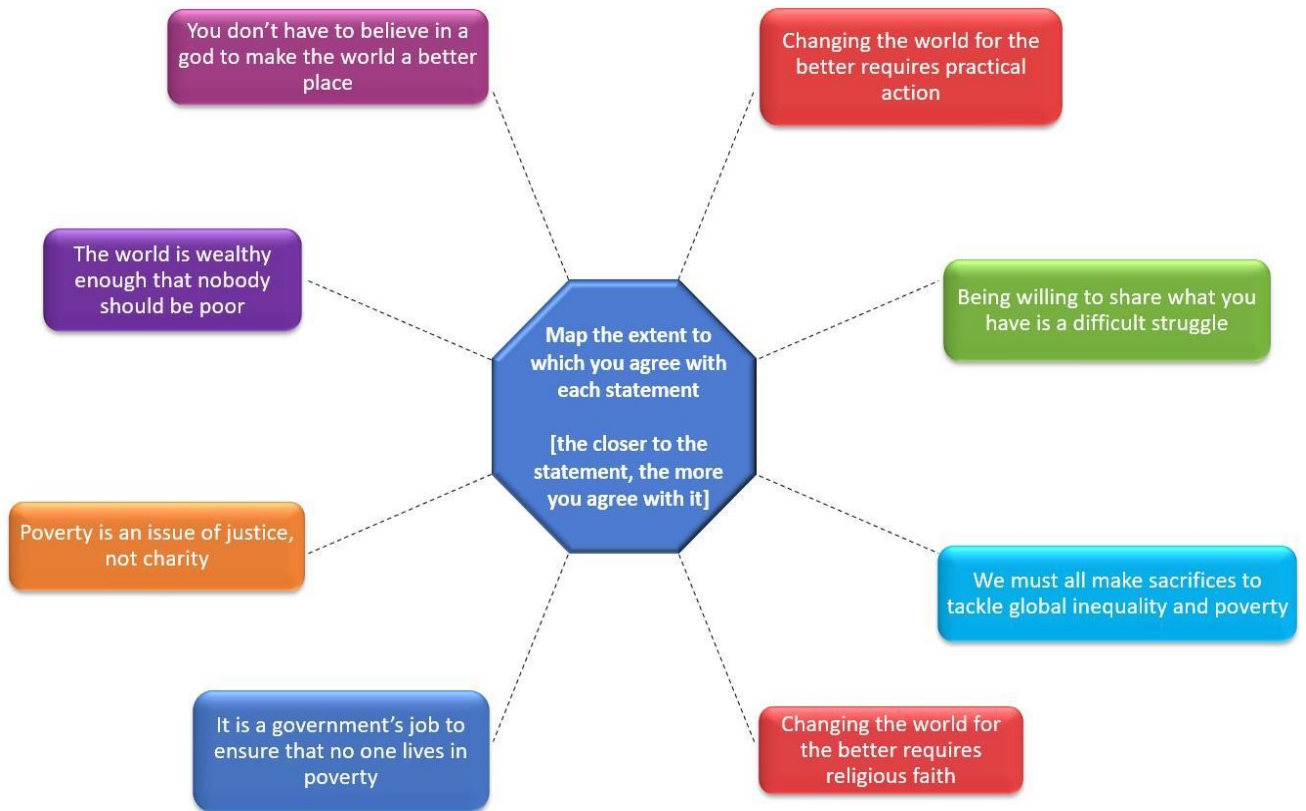 You don’t have to believe in a
god to make the world a better
place
Changing the world for the
better requires practical
action
The world is wealthy
enough that nobody
should be poor
Being willing to share what you
have is a difficult struggle
Map the extent to
which you agree with
each statement
[the closer to the
statement, the more
you agree with it]
Poverty is an issue of justice,
not charity
We must all make sacrifices to
tackle global inequality and poverty
It is a government’s job to
ensure that no one lives in
poverty
Changing the world for
the better requires
religious faith